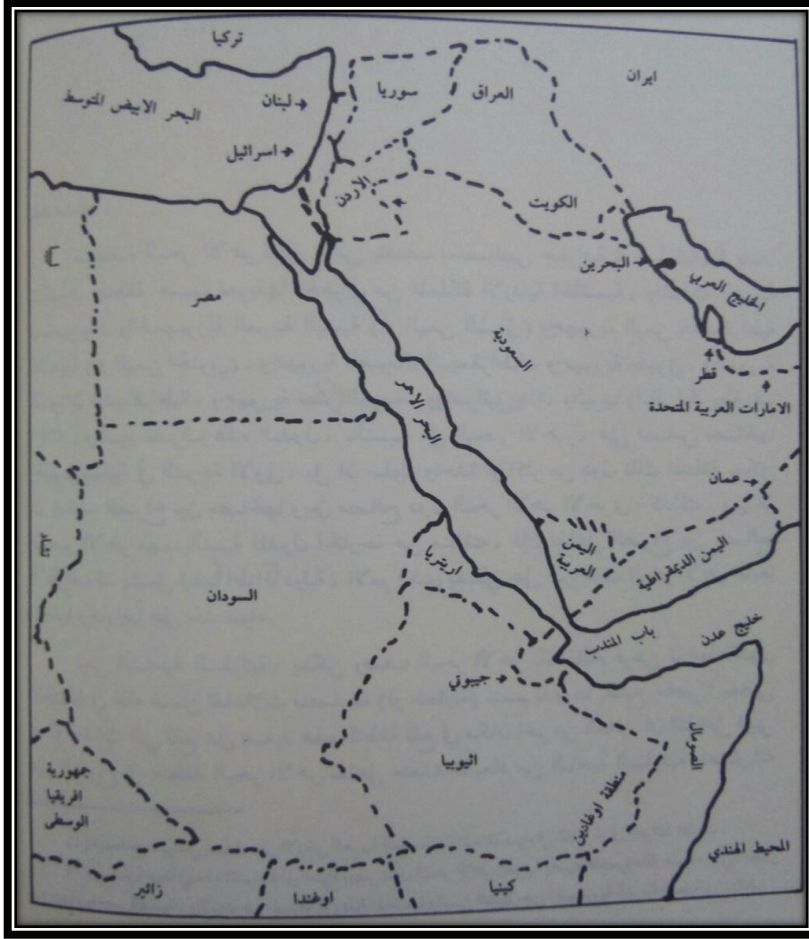 تركيا
ايران
سوريا
العراق
البحر الابيض المتوسط
لبنان
اسرائيل
الأردن
الكويت
البحرين
الخليج العربي
مصر
السعودية
قطر
الامارات العربية المتحدة
البحر الاحمر
عمان
اليمن
العربية
اليمن الديمقراطية
اريتريا
السودان
تشاد
باب المندب
خليج عدن
جيبوتي
الصومال
اثيوبيا
منطقة اوغادين
جمهورية
افريقيا
الوسطى
المحيط الهندي
زائير
اوغندا
كينيا